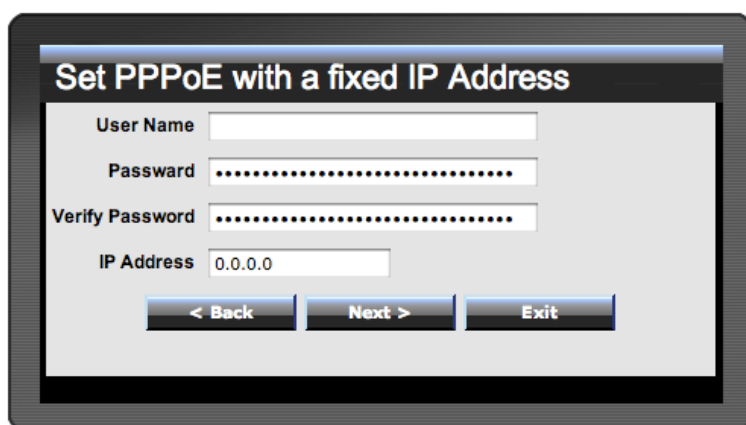 Set PPPoE with a fixed IP Address
User Name
Passward
Verify Password
IP Address 0.0.0.0
< Back Next > Exit